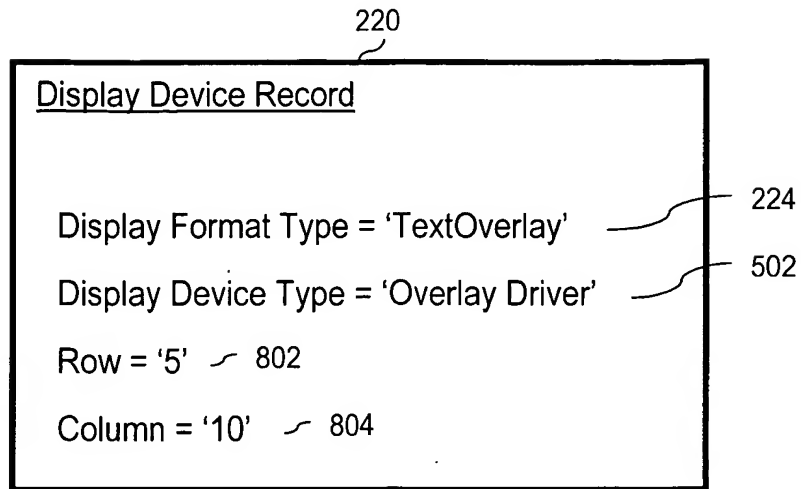 220
Display Device Record
Display Format Type = ‘TextOverlay’ 224
Display Device Type = ‘Overlay Driver’ 502
Row = ‘5’ 802
Column = ‘10’ 804